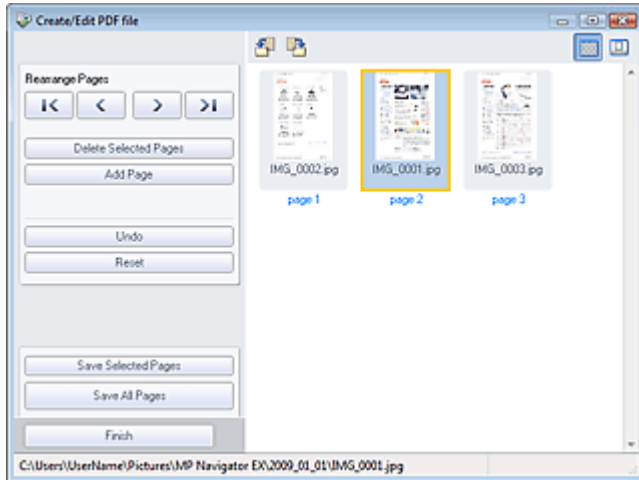 Create/Edit PDF file
Rearrange Pages
Delete Selected Pages
Add Page
Undo
Reset
Save Selected Pages
Save All Pages
Finish
IMG_0002.jpg
IMG_0001.jpg
IMG_0003.jpg
page 1
page 2
page 3
C:\Users\UserName\Pictures\MP Navigator EX\2009_01_01\IMG_0001.jpg